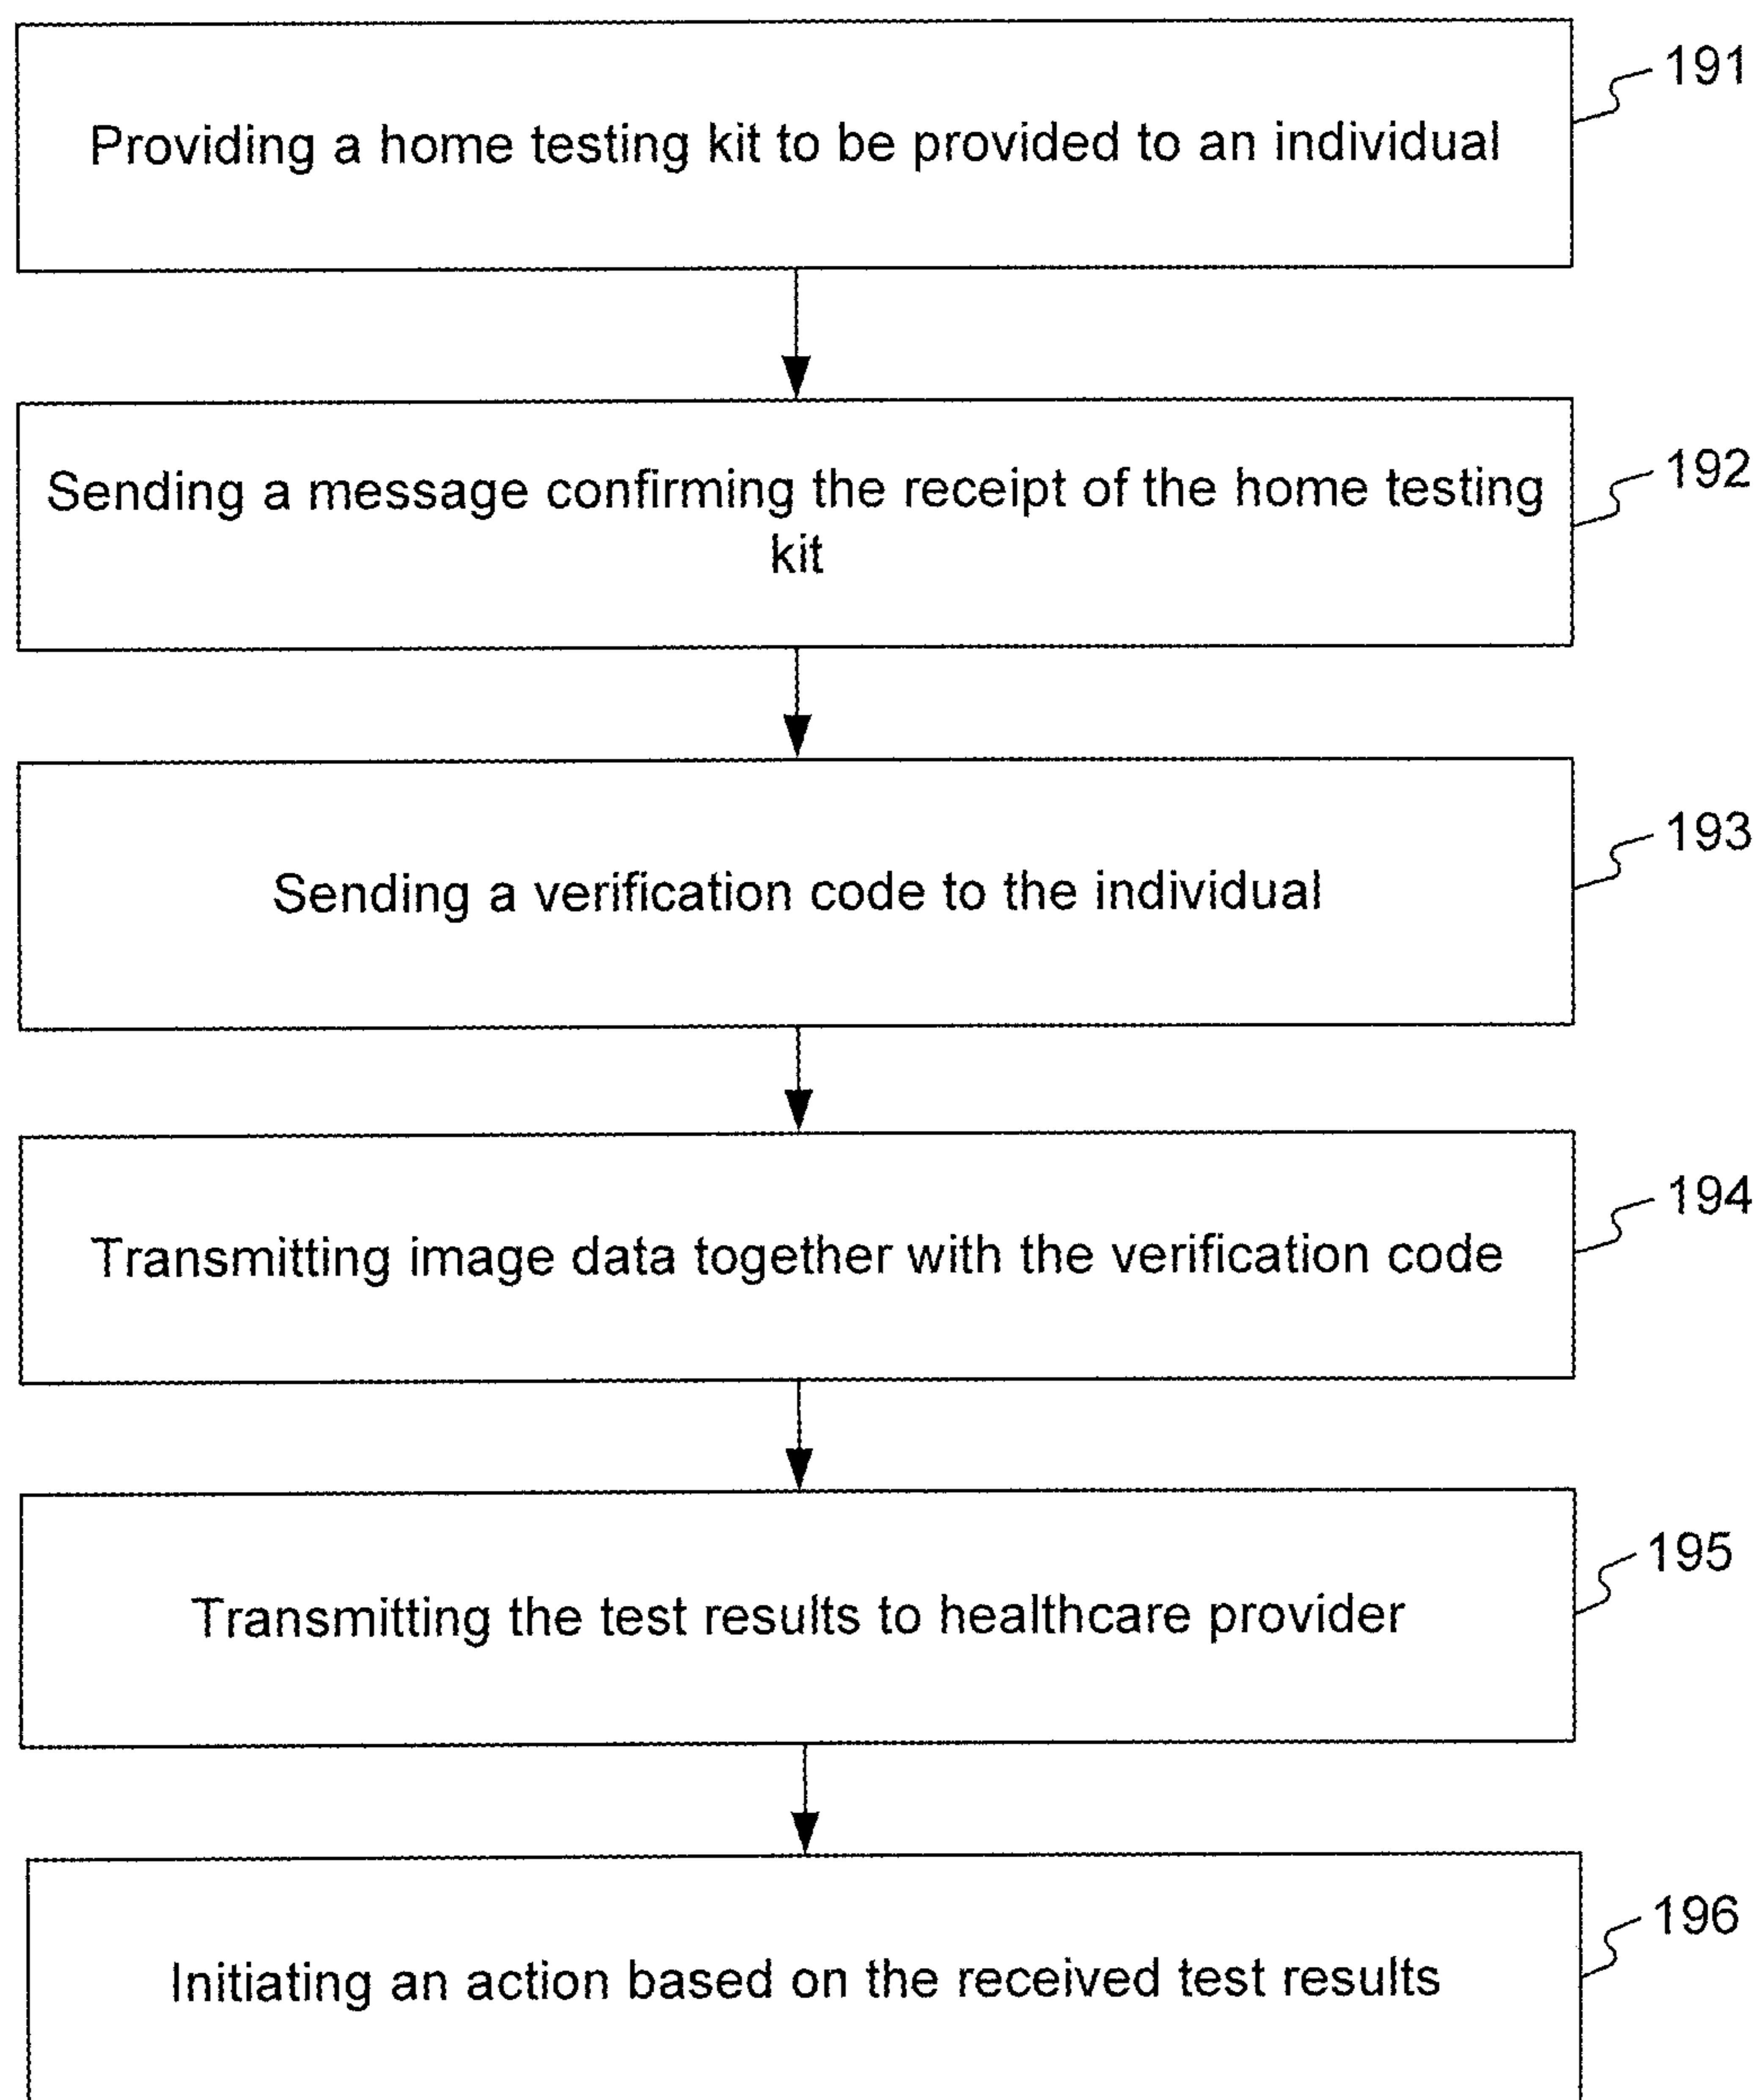 191
Providing a home testing kit to be provided to an individual
192
Sending a message confirming the receipt of the home testing
kit
193
Sending a verification code to the individual
194
Transmitting image data together with the verification code
195
Transmitting the test results to healthcare provider
196
Initiating an action based on the received test results